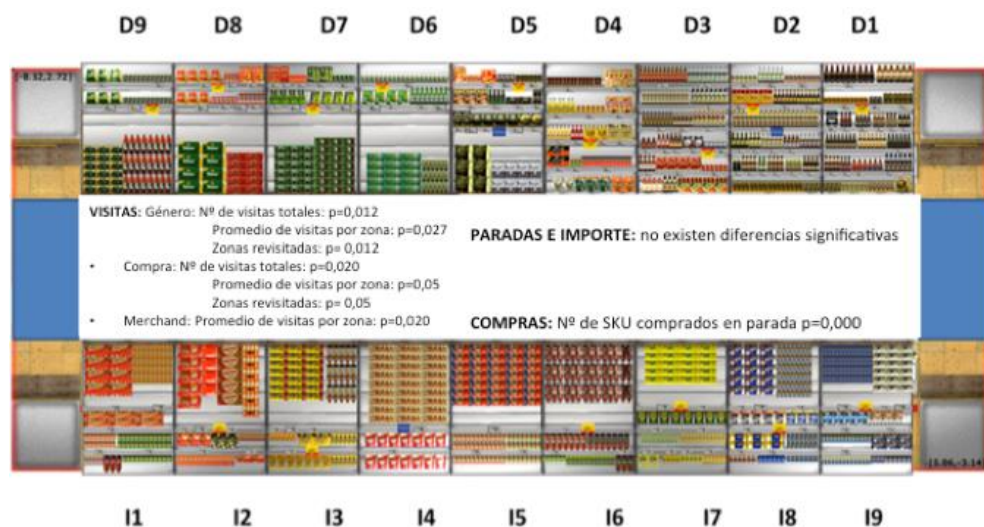 D9 D8 D7 D6 D5 D4 D3 D2 D1
[-8.32,2.72]
VISITAS: Género: Nº de visitas totales: p=0,012
Promedio de visitas por zona: p=0,027
Zonas revisitadas: p= 0,012
• Compra: Nº de visitas totales: p=0,020
Promedio de visitas por zona: p=0,05
Zonas revisitadas: p= 0,05
• Merchand: Promedio de visitas por zona: p=0,020
PARADAS E IMPORTE: no existen diferencias significativas
COMPRAS: Nº de SKU comprados en parada p=0,000
I1 I2 I3 I4 I5 I6 I7 I8 I9